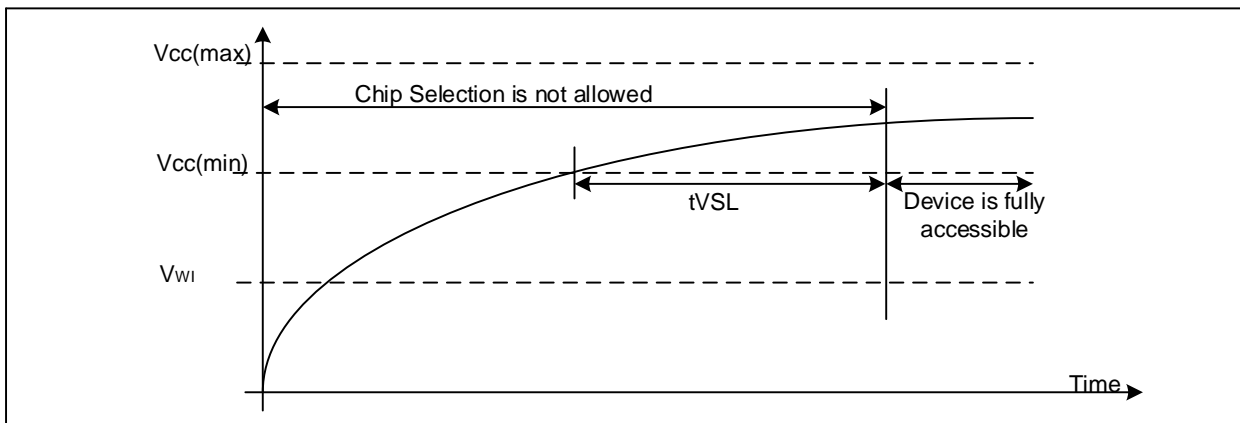 Vcc(max)
Chip Selection is not allowed
Vcc(min)
tVSL
Device is fully
accessible
VWI
Time